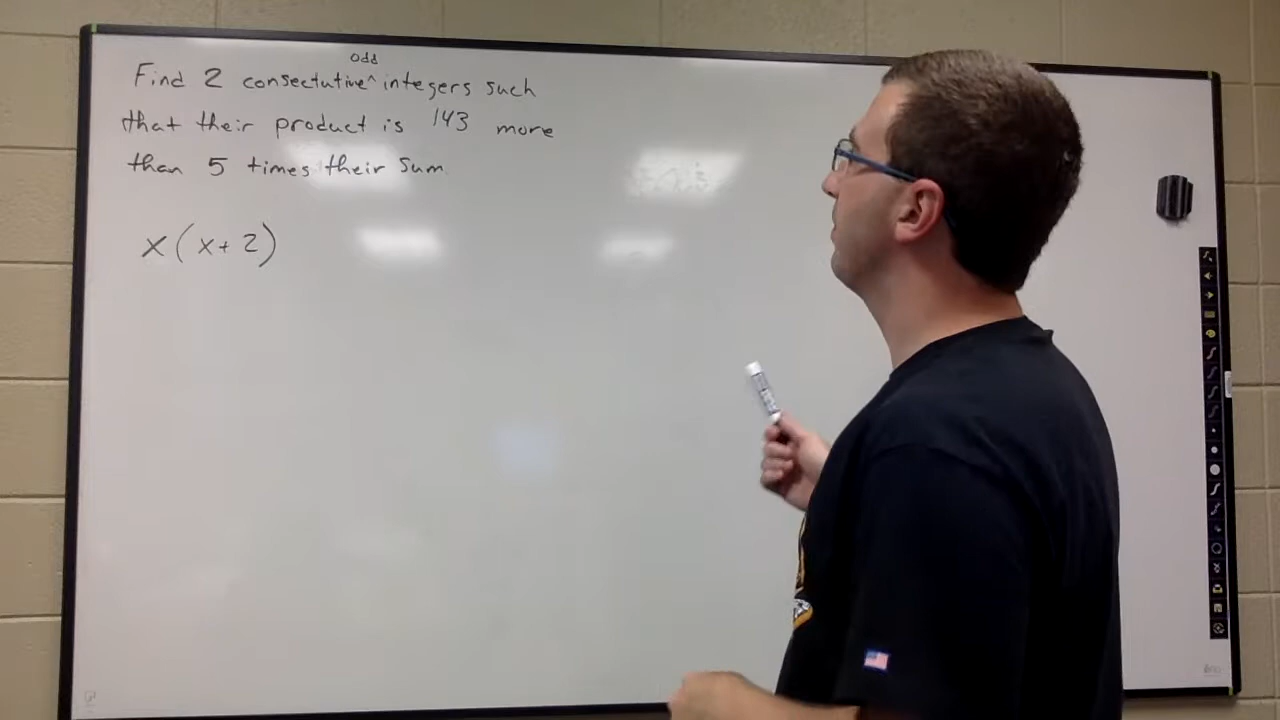 Find 2 consectutive^ odd integers such
that their product is 143 more
than 5 times their sum
x(x+2)